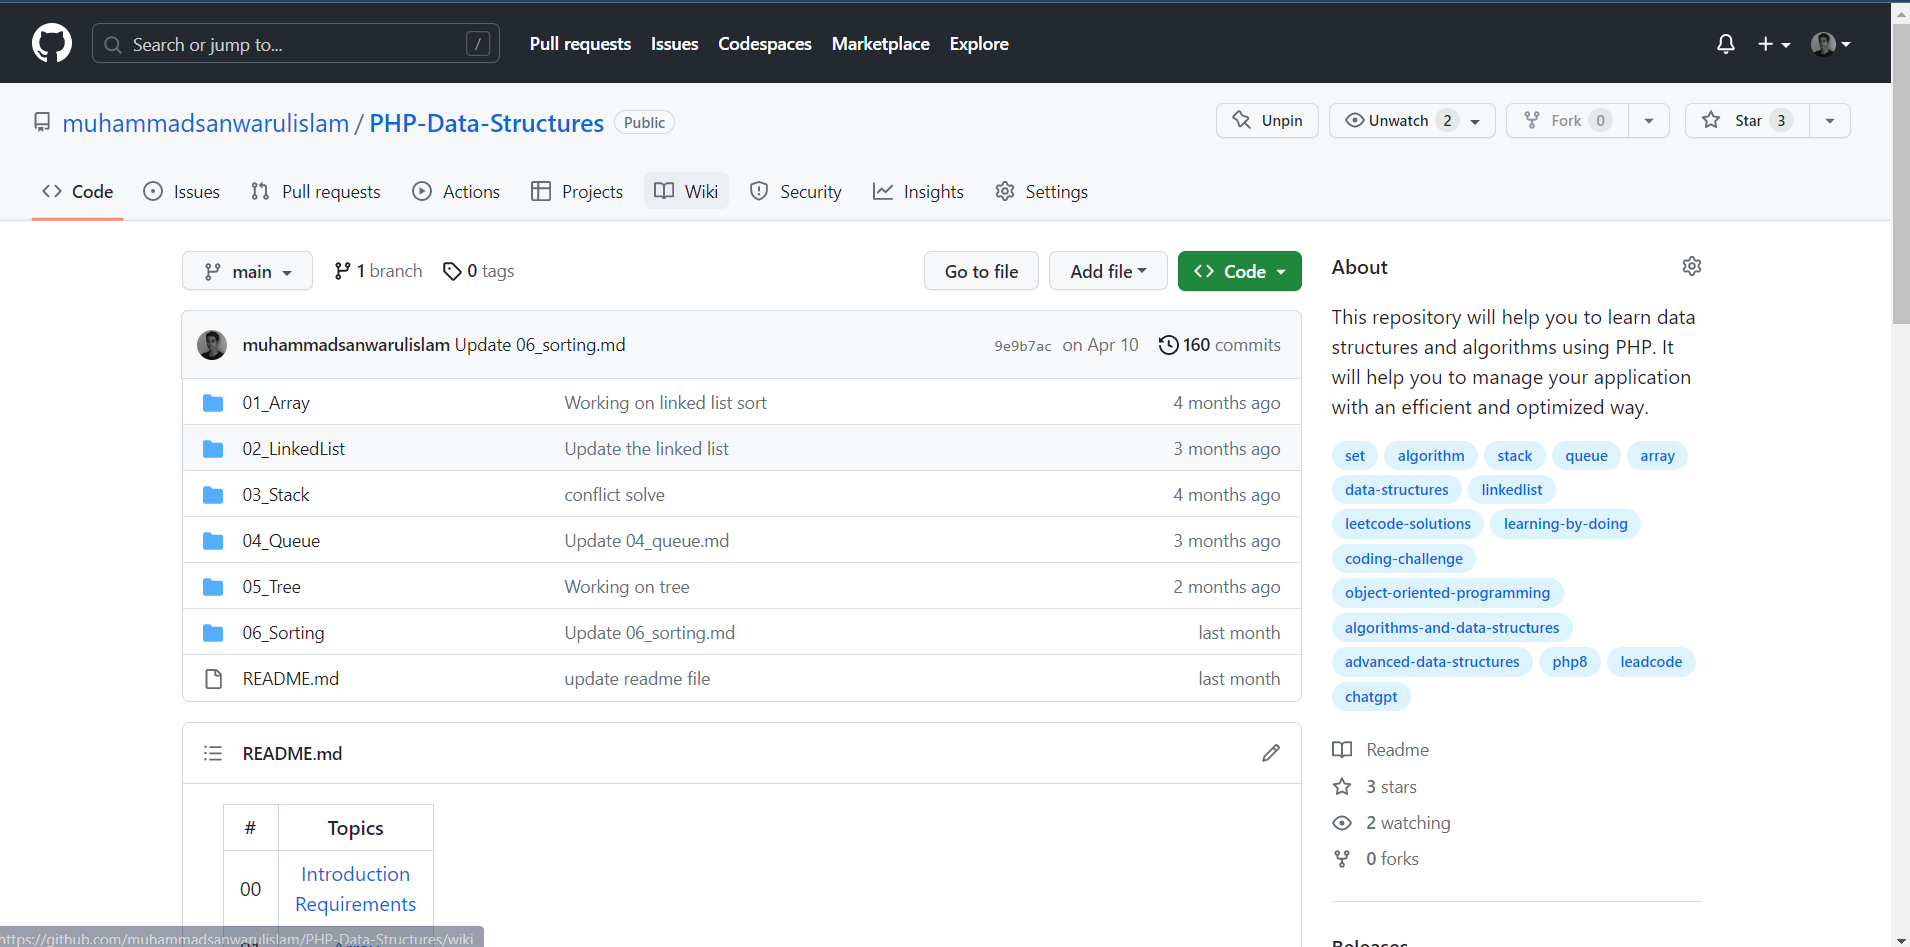 Search or jump to... /
Pull requests Issues Codespaces Marketplace Explore
muhammadsanwarulislam / PHP-Data-Structures Public
Unpin Unwatch 2 Fork 0 Star 3
Code Issues Pull requests Actions Projects Wiki Security Insights Settings
main 1 branch 0 tags Go to file Add file Code
muhammadsanwarulislam Update 06_sorting.md 9e9b7ac on Apr 10 160 commits
01_Array Working on linked list sort 4 months ago
02_LinkedList Update the linked list 3 months ago
03_Stack conflict solve 4 months ago
04_Queue Update 04_queue.md 3 months ago
05_Tree Working on tree 2 months ago
06_Sorting Update 06_sorting.md last month
README.md update readme file last month
README.md
# Topics
00 Introduction
Requirements
https://github.com/muhammadsanwarulislam/PHP-Data-Structures/wiki
About
This repository will help you to learn data
structures and algorithms using PHP. It
will help you to manage your application
with an efficient and optimized way.
set algorithm stack queue array
data-structures linkedlist
leetcode-solutions learning-by-doing
coding-challenge
object-oriented-programming
algorithms-and-data-structures
advanced-data-structures php8 leadcode
chatgpt
Readme
3 stars
2 watching
0 forks
Releases